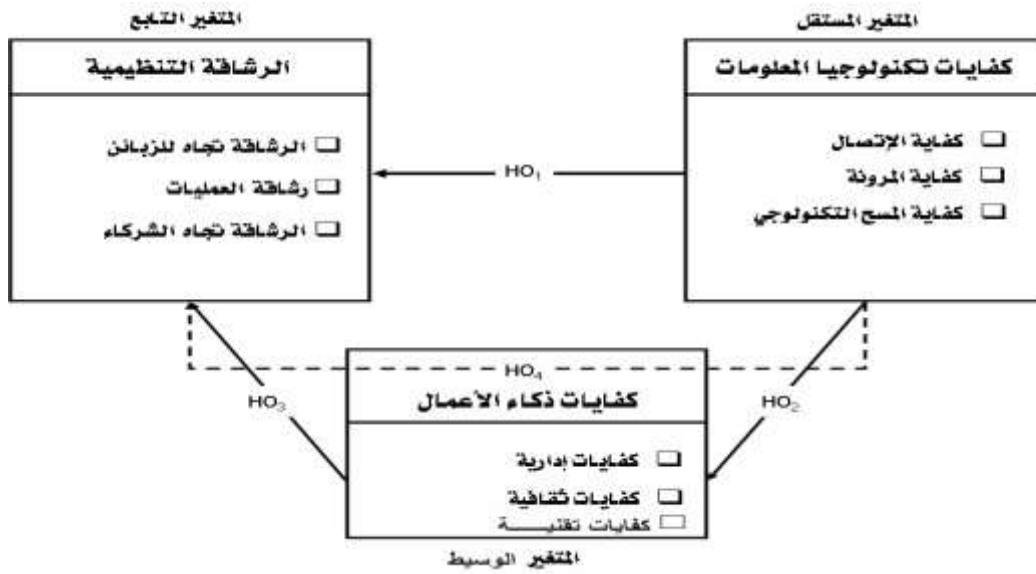 المتغير المستقل
كفايات تكنولوجيا المعلومات
كفاية الإتصال
كفاية المرونة
كفاية المسح التكنولوجي
المتغير التابع
الرشاقة التنظيمية
الرشاقة تجاه للزبائن
رشاقة العمليات
الرشاقة تجاه الشركاء
HO1
HO4
HO2
HO3
كفايات ذكاء الأعمال
كفايات إدارية
كفايات ثقافية
كفايات تقنيـــــة
المتغير الوسيط